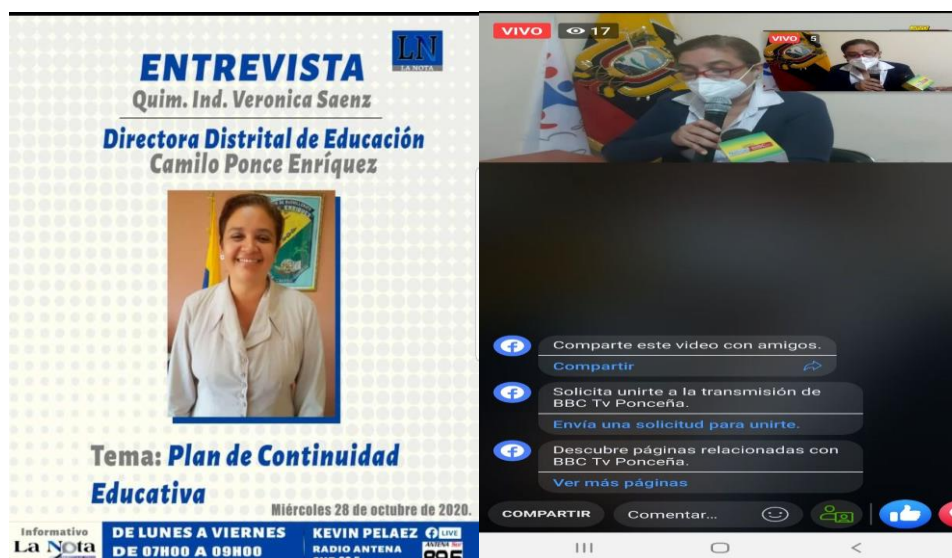 LN
LA NOTA
ENTREVISTA
Quim. Ind. Veronica Saenz
Directora Distrital de Educación
Camilo Ponce Enríquez
Tema: Plan de Continuidad
Educativa
Miércoles 28 de octubre de 2020.
Informativo
La Nota
DE LUNES A VIERNES
DE 07H00 A 09H00
KEVIN PELAEZ
LIVE
RADIO ANTENA
VIVO
17
VIVO 5
Comparte este video con amigos.
Compartir
Solicita unirte a la transmisión de
BBC Tv Ponceña.
Envía una solicitud para unirte.
Descubre páginas relacionadas con
BBC Tv Ponceña.
Ver más páginas
COMPARTIR
Comentar...